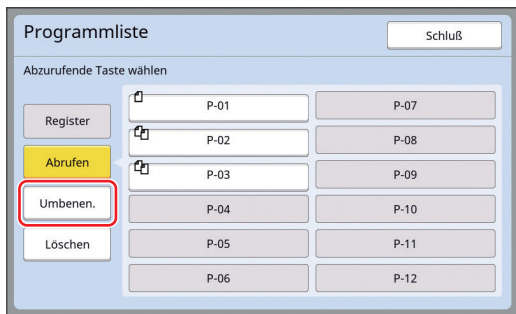 Programmliste
Schluß
Abzurufende Taste wählen
Register
Abrufen
Umbenen.
Löschen
P-01
P-02
P-03
P-04
P-05
P-06
P-07
P-08
P-09
P-10
P-11
P-12